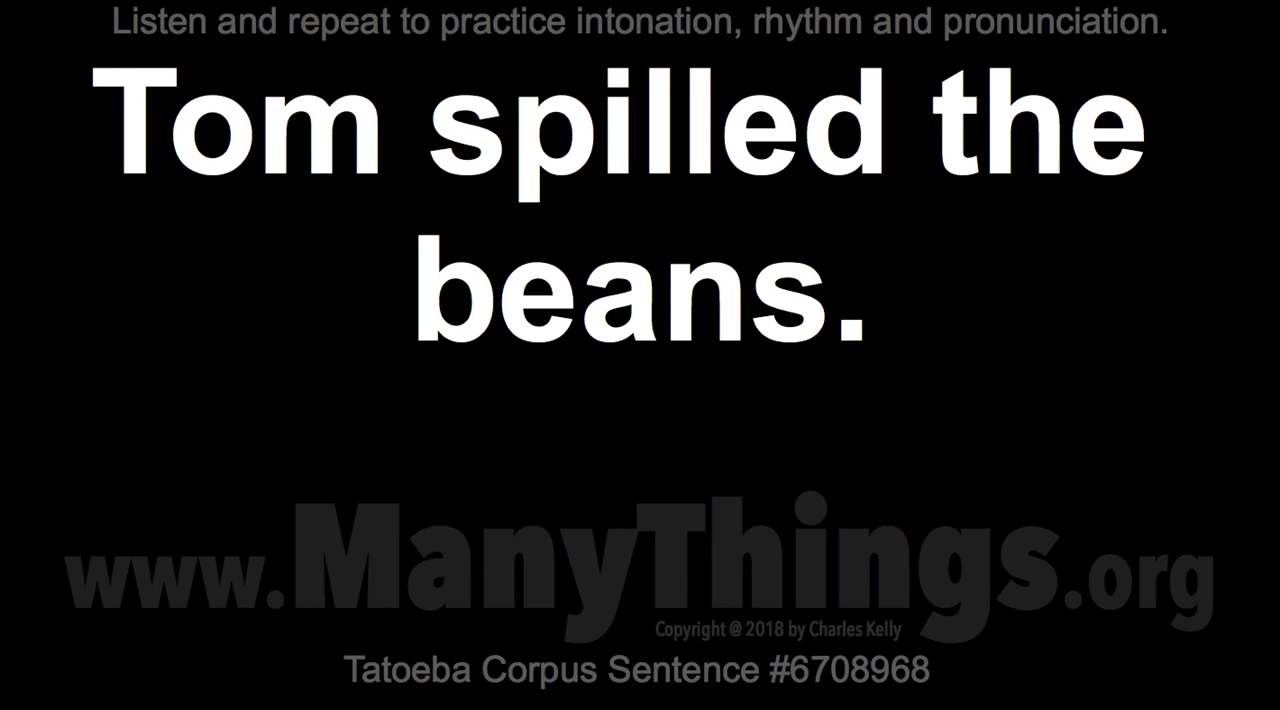 Listen and repeat to practice intonation, rhythm and pronunciation.
Tom spilled the
beans.
www.ManyThings.org
Copyright @ 2018 by Charles Kelly
Tatoeba Corpus Sentence #6708968